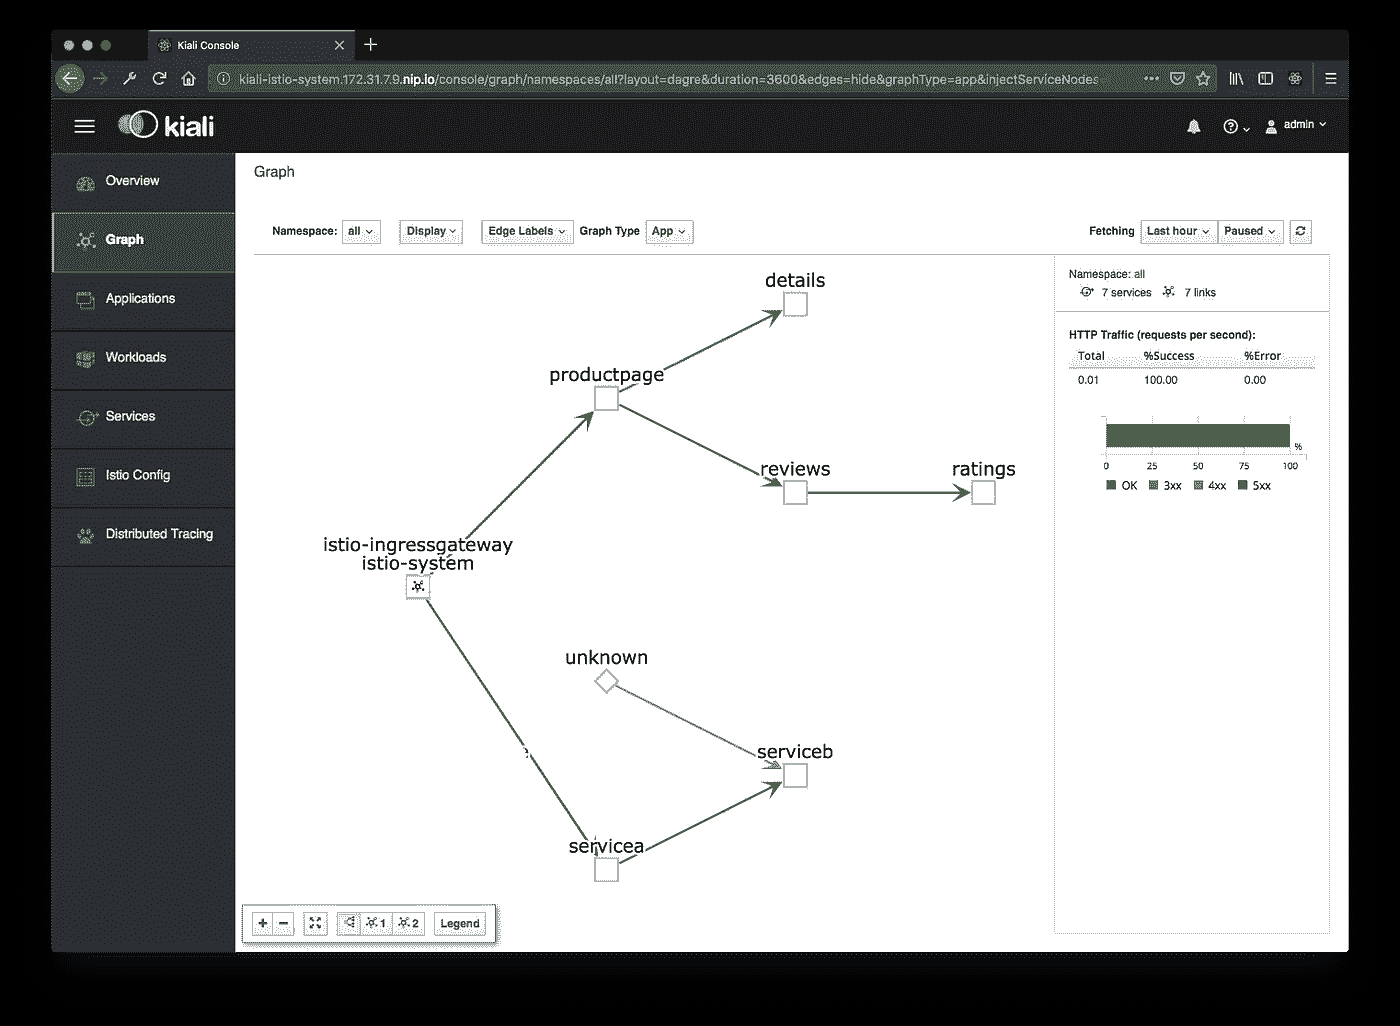 Kiali Console
kiali-istio-system.172.31.7.9.nip.io/console/graph/namespaces/all?layout=dagre&duration=3600&edges=hide&graphType=app&injectServiceNodes
kiali
admin
Overview
Graph
Applications
Workloads
Services
Istio Config
Distributed Tracing
Graph
Namespace: all Display Edge Labels Graph Type App Fetching Last hour Paused
details
productpage
reviews
ratings
istio-ingressgateway
istio-system
unknown
serviceb
servicea
Namespace: all
7 services 7 links
HTTP Traffic (requests per second):
Total %Success %Error
0.01 100.00 0.00
%
0 25 50 75 100
OK 3xx 4xx 5xx
+ − 1 2 Legend